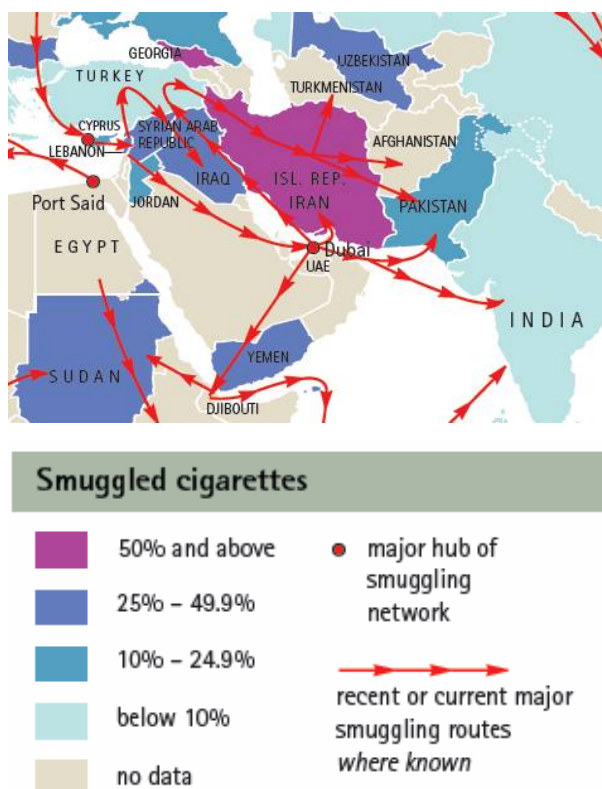 GEORGIA
UZBEKISTAN
TURKEY
TURKMENISTAN
CYPRUS
SYRIAN ARAB
REPUBLIC
AFGHANISTAN
LEBANON
IRAQ
ISL. REP.
IRAN
JORDAN
PAKISTAN
Port Said
Dubai
UAE
EGYPT
INDIA
YEMEN
SUDAN
DJIBOUTI
Smuggled cigarettes
50% and above
25% – 49.9%
10% – 24.9%
below 10%
no data
major hub of
smuggling
network
recent or current major
smuggling routes
where known